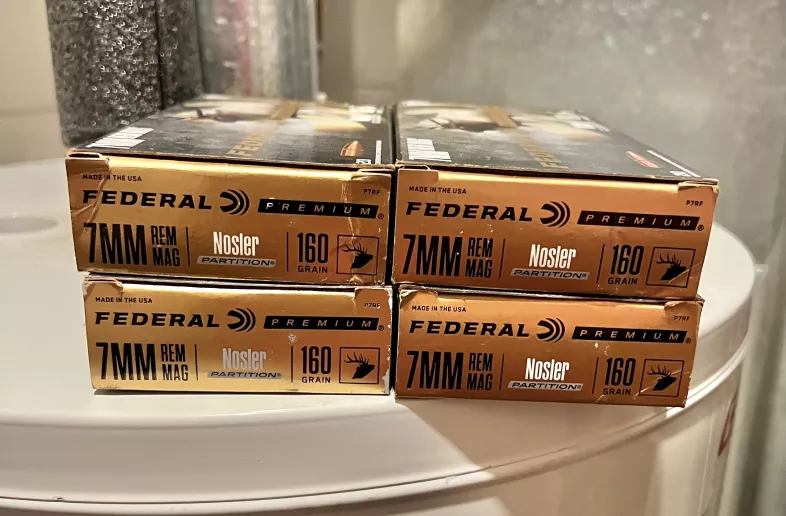 MADE IN THE USA
P7RF
FEDERAL PREMIUM®
7MM REM MAG
Nosler PARTITION®
160 GRAIN
MADE IN THE USA
P7RF
FEDERAL PREMIUM®
7MM REM MAG
Nosler PARTITION®
160 GRAIN
MADE IN THE USA
P7RF
FEDERAL PREMIUM®
7MM REM MAG
Nosler PARTITION®
160 GRAIN
MADE IN THE USA
P7RF
FEDERAL PREMIUM®
7MM REM MAG
Nosler PARTITION®
160 GRAIN